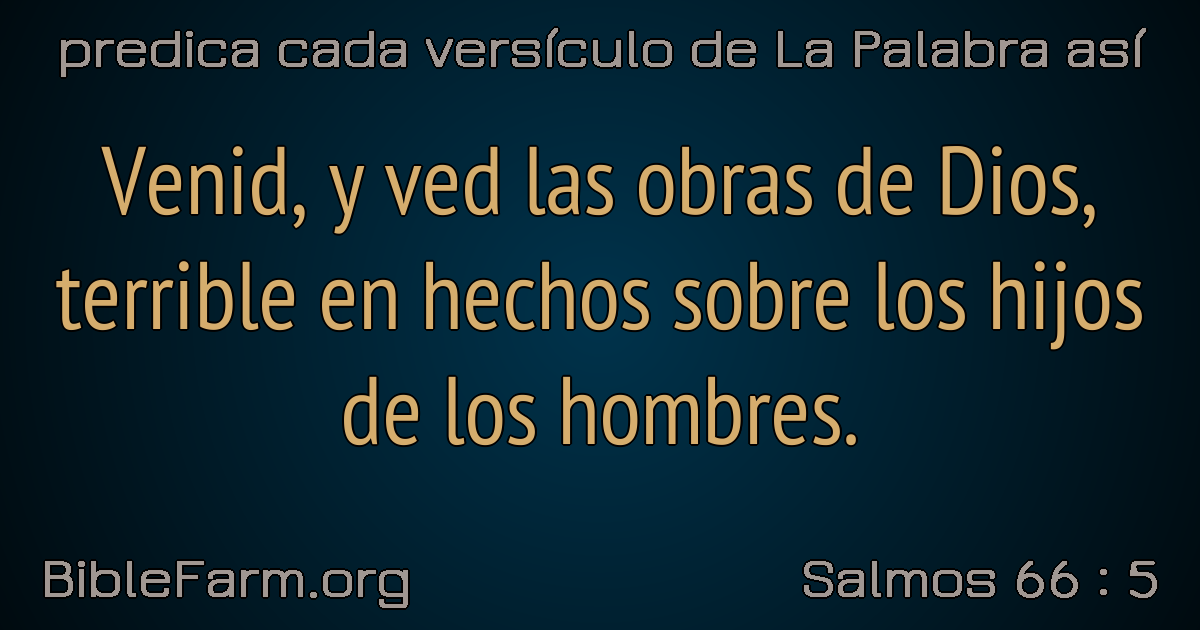 predica cada versículo de La Palabra así
Venid, y ved las obras de Dios,
terrible en hechos sobre los hijos
de los hombres.
BibleFarm.org
Salmos 66 : 5